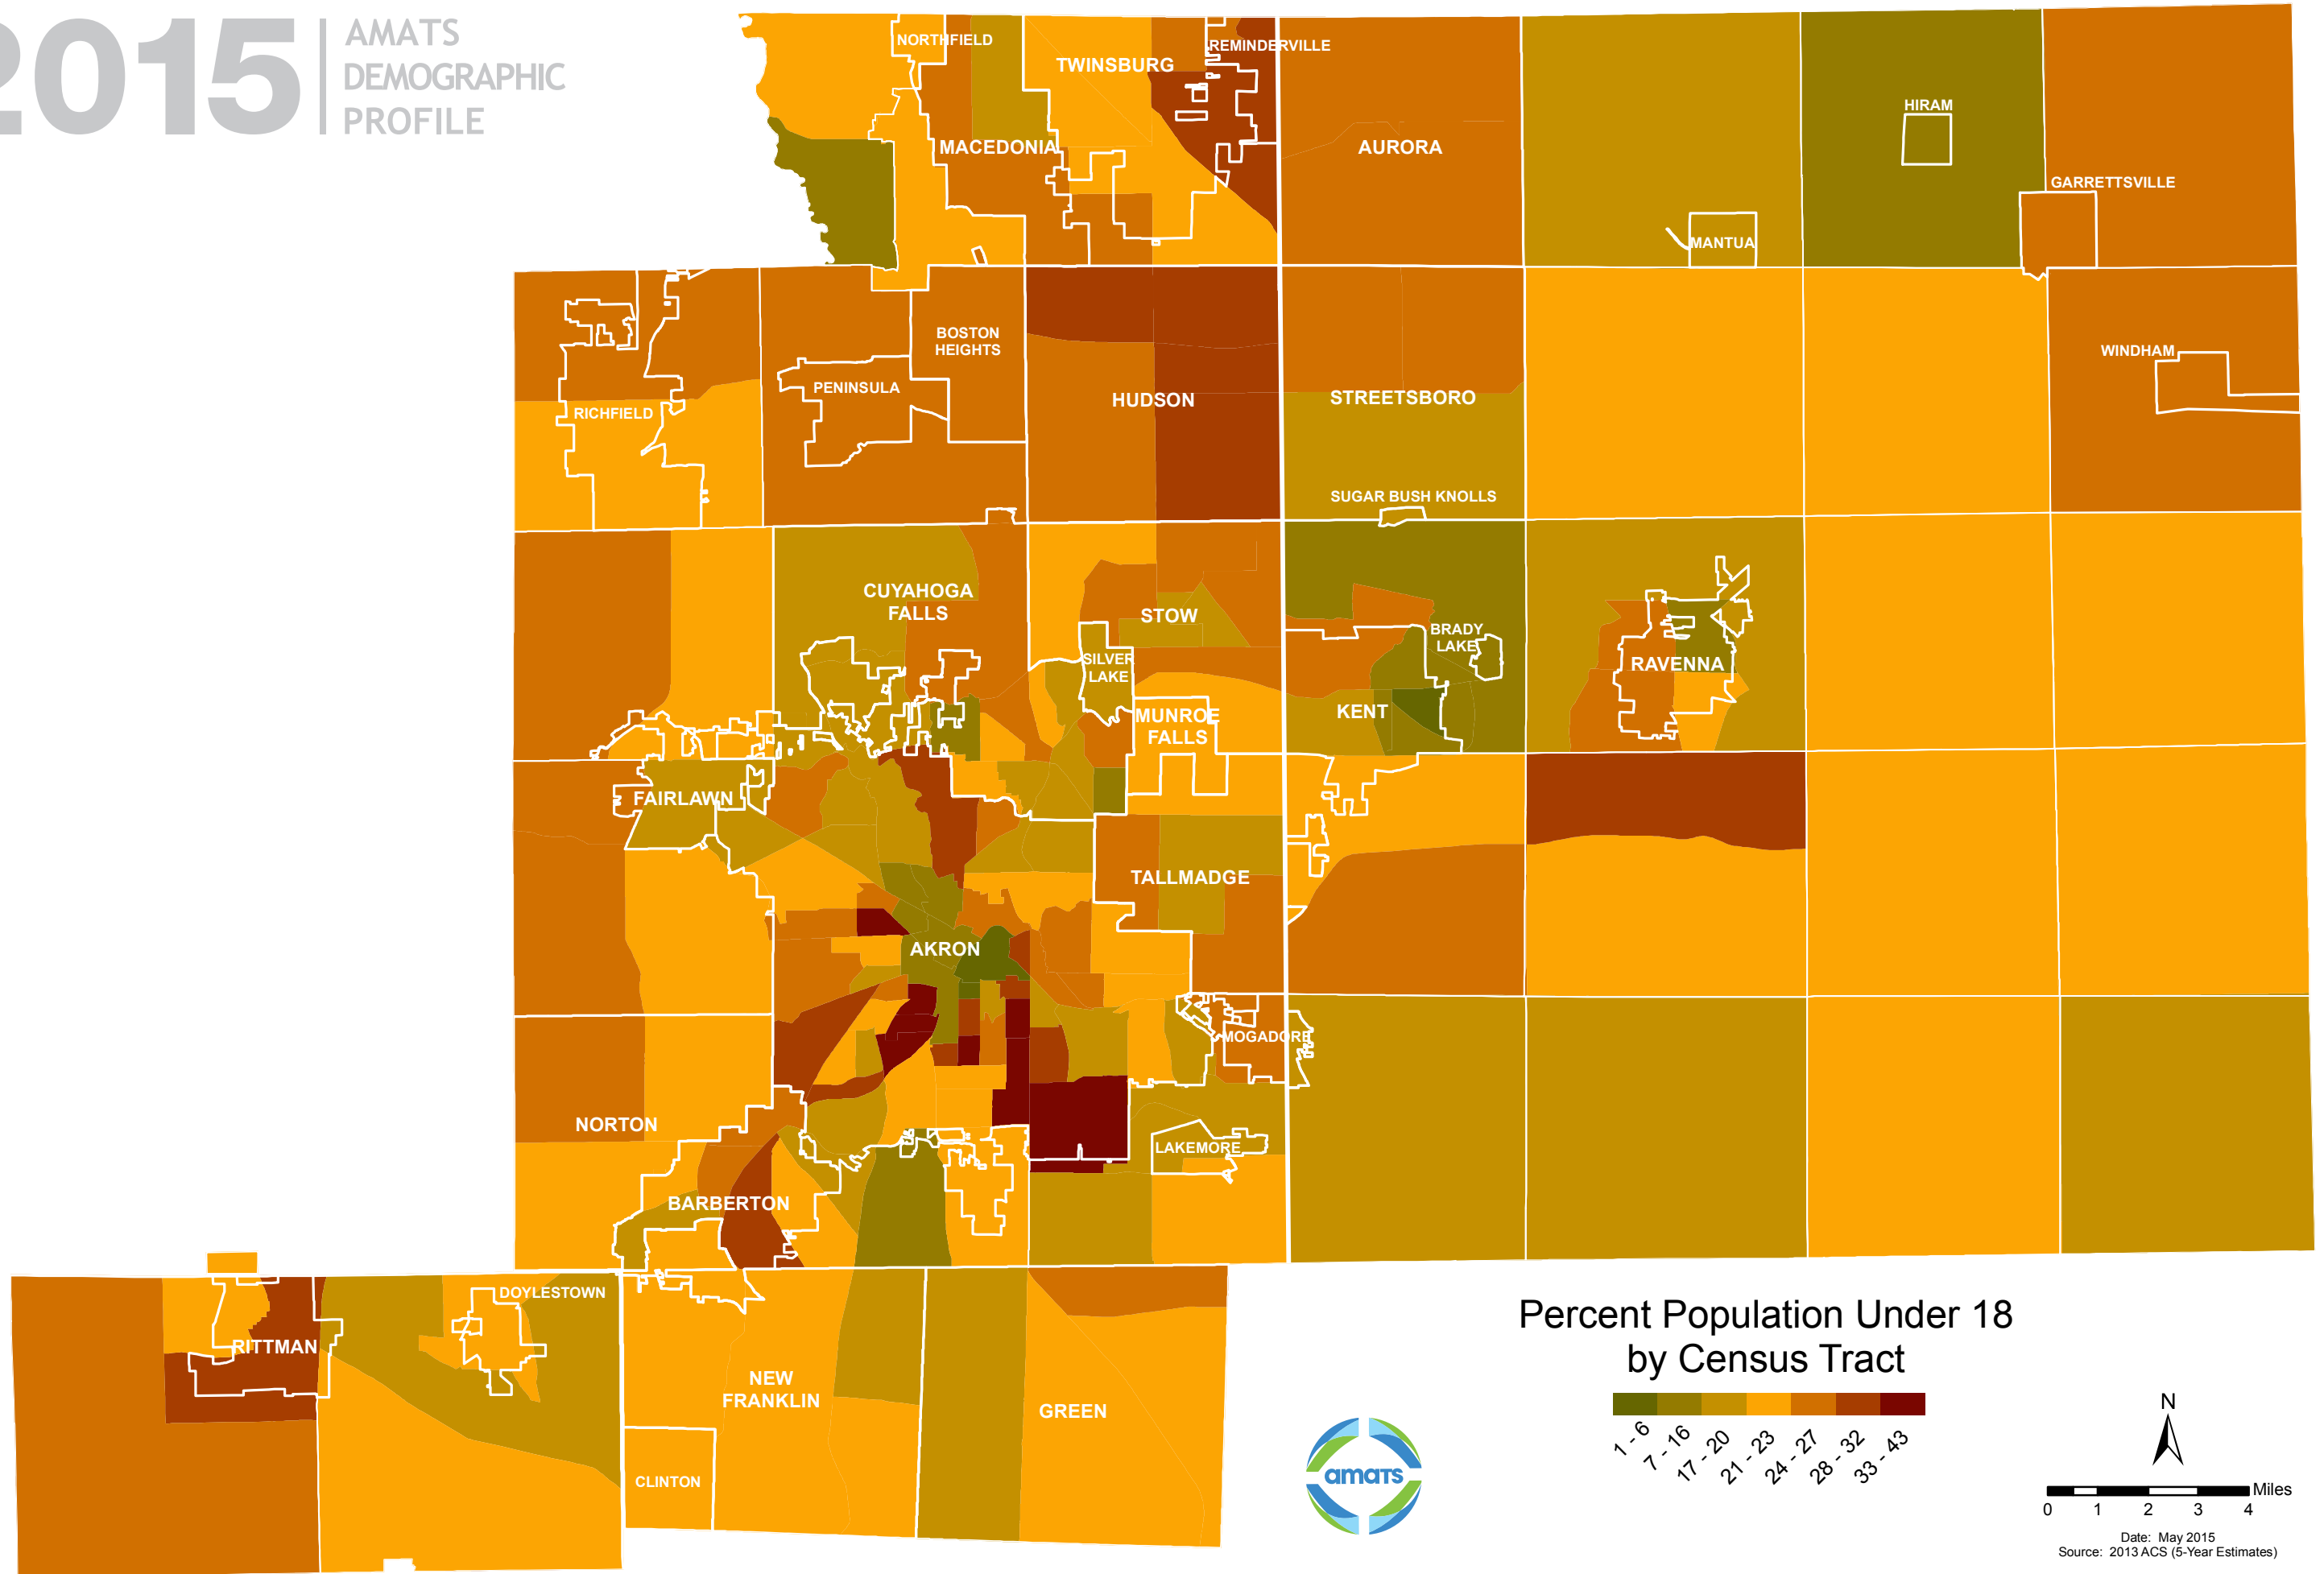 2015
AMATS
DEMOGRAPHIC
PROFILE
NORTHFIELD
REMINDERVILLE
TWINSBURG
MACEDONIA
AURORA
HIRAM
GARRETTSVILLE
MANTUA
BOSTON
HEIGHTS
WINDHAM
PENINSULA
RICHFIELD
HUDSON
STREETSBORO
SUGAR BUSH KNOLLS
CUYAHOGA
FALLS
STOW
BRADY
LAKE
SILVER
LAKE
RAVENNA
MUNROE
FALLS
KENT
FAIRLAWN
TALLMADGE
AKRON
MOGADORE
NORTON
LAKEMORE
BARBERTON
DOYLESTOWN
RITTMAN
NEW
FRANKLIN
GREEN
CLINTON
Percent Population Under 18
by Census Tract
1 - 6
7 - 16
17 - 20
21 - 23
24 - 27
28 - 32
33 - 43
amats
N
Miles
0 1 2 3 4
Date: May 2015
Source: 2013 ACS (5-Year Estimates)